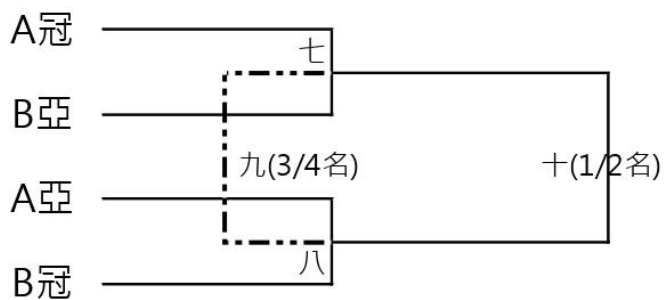 A冠
七
B亞
九(3/4名)
十(1/2名)
A亞
八
B冠